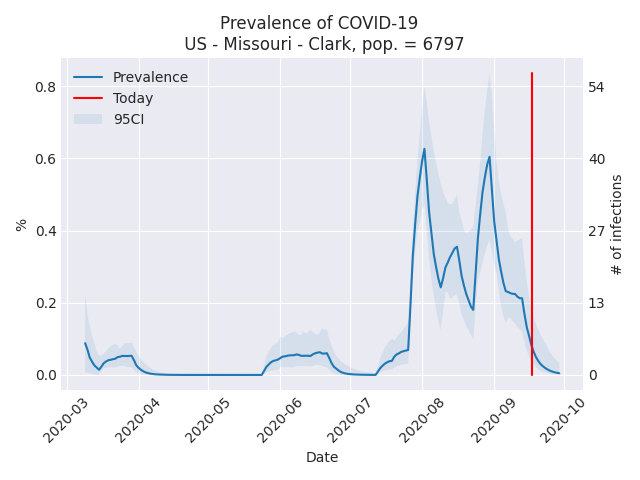 Prevalence of COVID-19
US - Missouri - Clark, pop. = 6797
Prevalence
Today
95CI
0.8
0.6
0.4
0.2
0.0
%
54
40
27
13
0
# of infections
2020-03
2020-04
2020-05
2020-06
2020-07
2020-08
2020-09
2020-10
Date